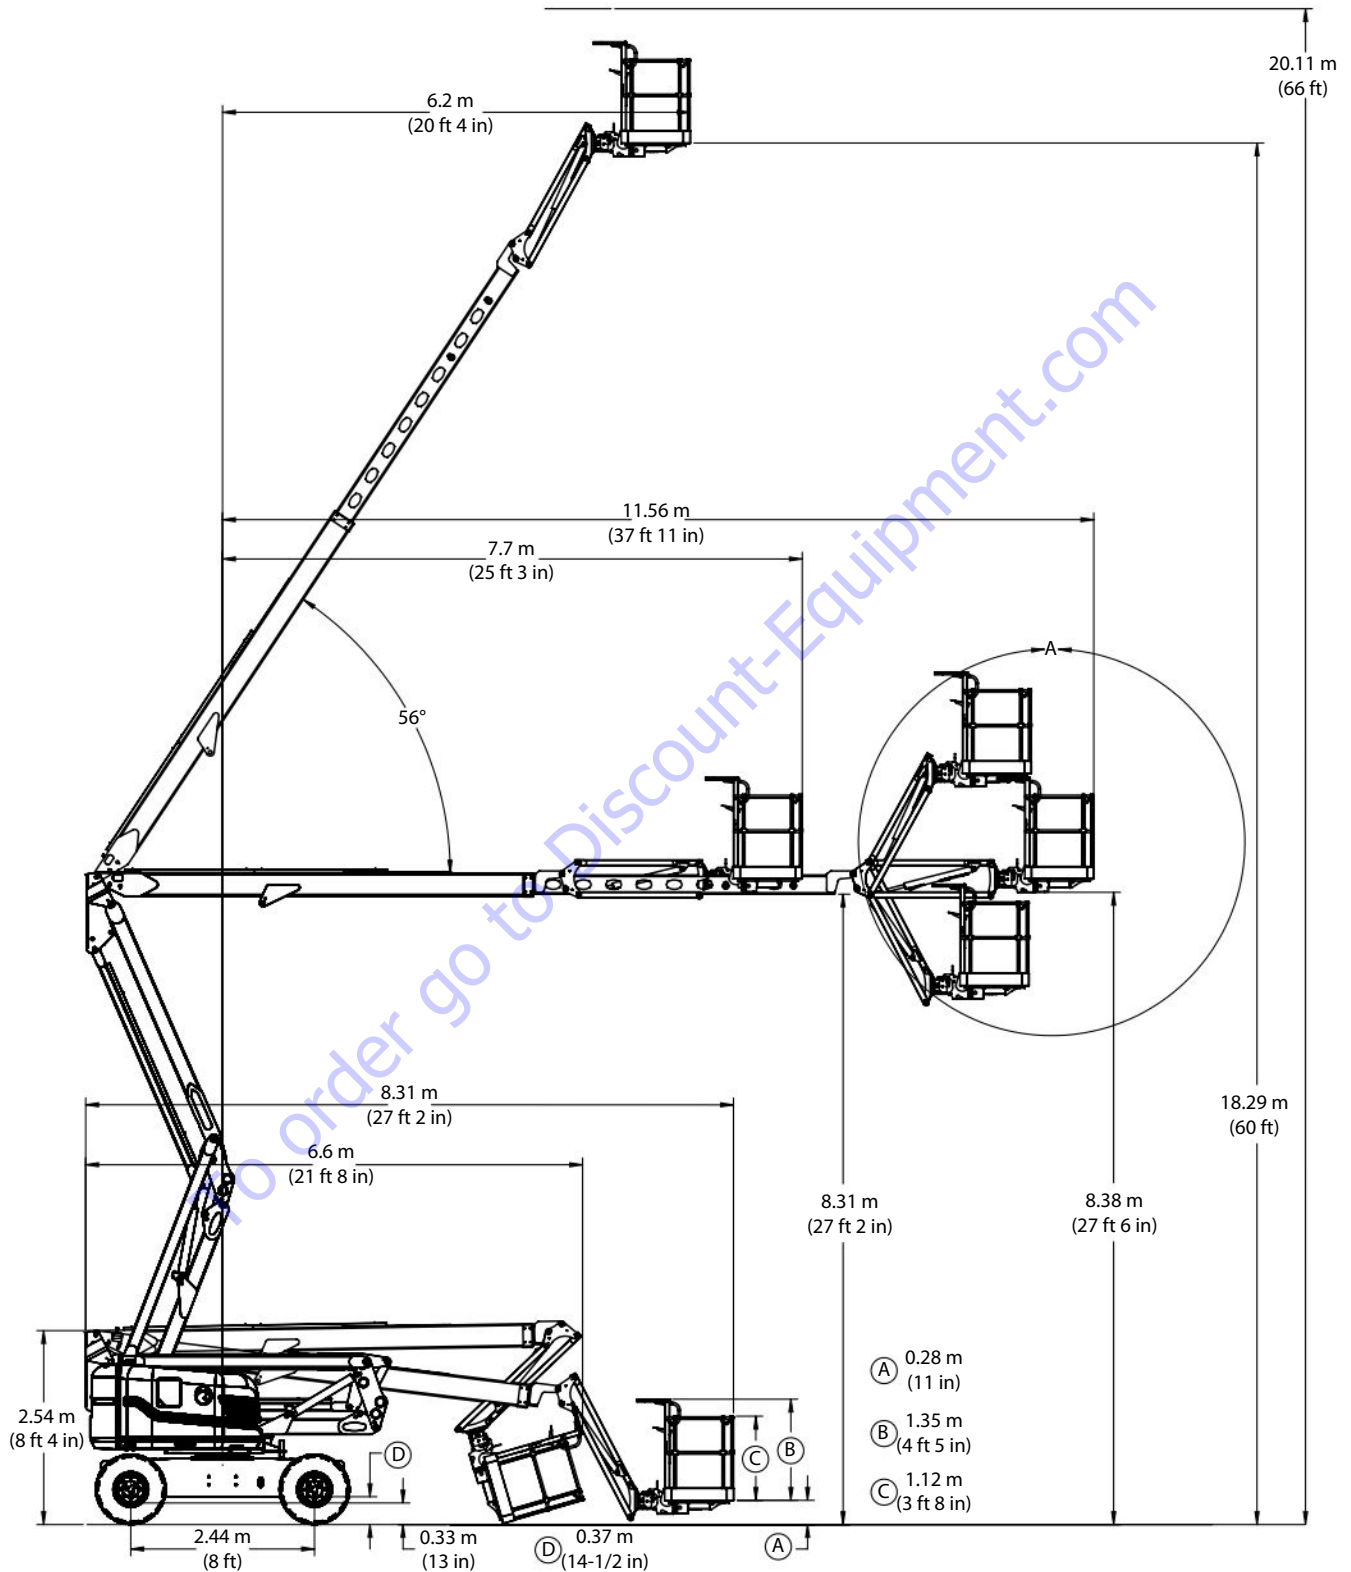 20.11 m
(66 ft)
6.2 m
(20 ft 4 in)
11.56 m
(37 ft 11 in)
7.7 m
(25 ft 3 in)
A
56°
To order go to Discount-Equipment.com
8.31 m
(27 ft 2 in)
6.6 m
(21 ft 8 in)
18.29 m
(60 ft)
8.31 m
(27 ft 2 in)
8.38 m
(27 ft 6 in)
A 0.28 m
(11 in)
B 1.35 m
(4 ft 5 in)
C 1.12 m
(3 ft 8 in)
2.54 m
(8 ft 4 in)
D
C
B
2.44 m
(8 ft)
0.33 m
(13 in)
D 0.37 m
(14-1/2 in)
A